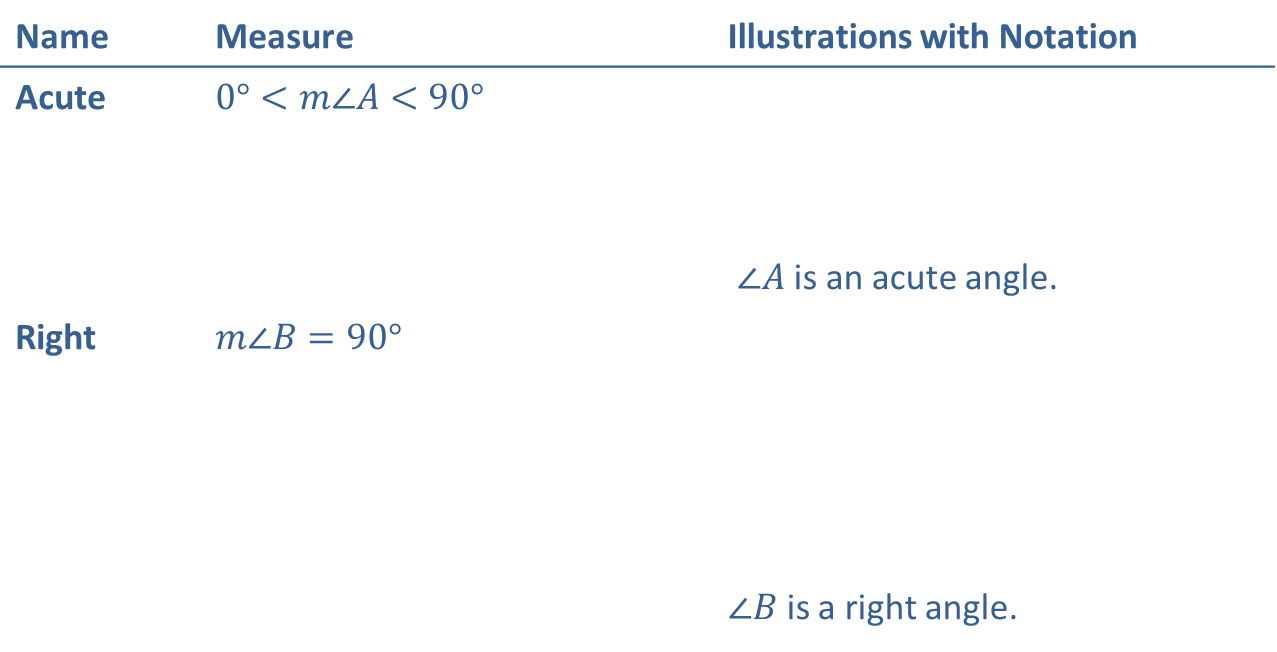 Name Measure Illustrations with Notation
Acute 0° < m∠A < 90°
∠A is an acute angle.
Right m∠B = 90°
∠B is a right angle.